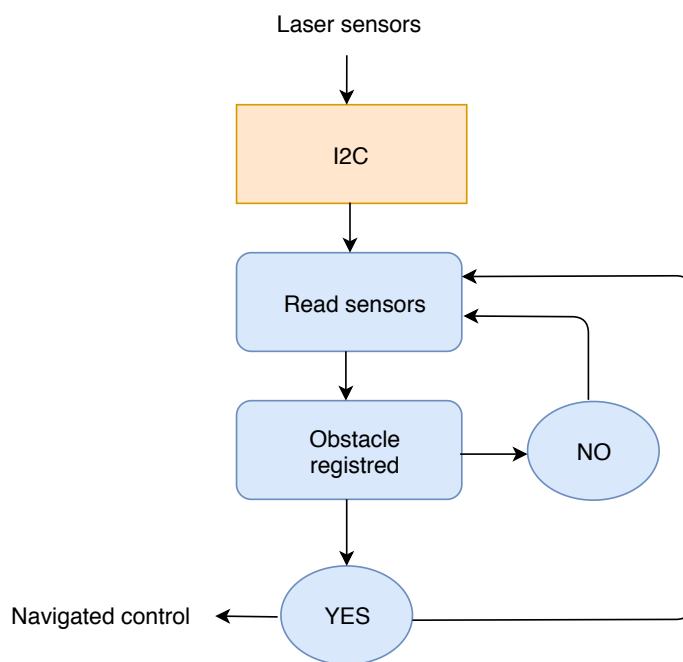 Laser sensors
I2C
Read sensors
Obstacle
registred
NO
YES
Navigated control